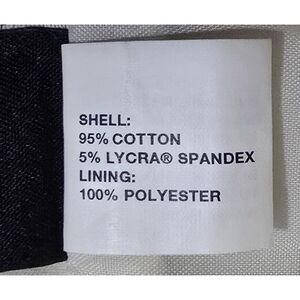 SHELL:
95% COTTON
5% LYCRA® SPANDEX
LINING:
100% POLYESTER